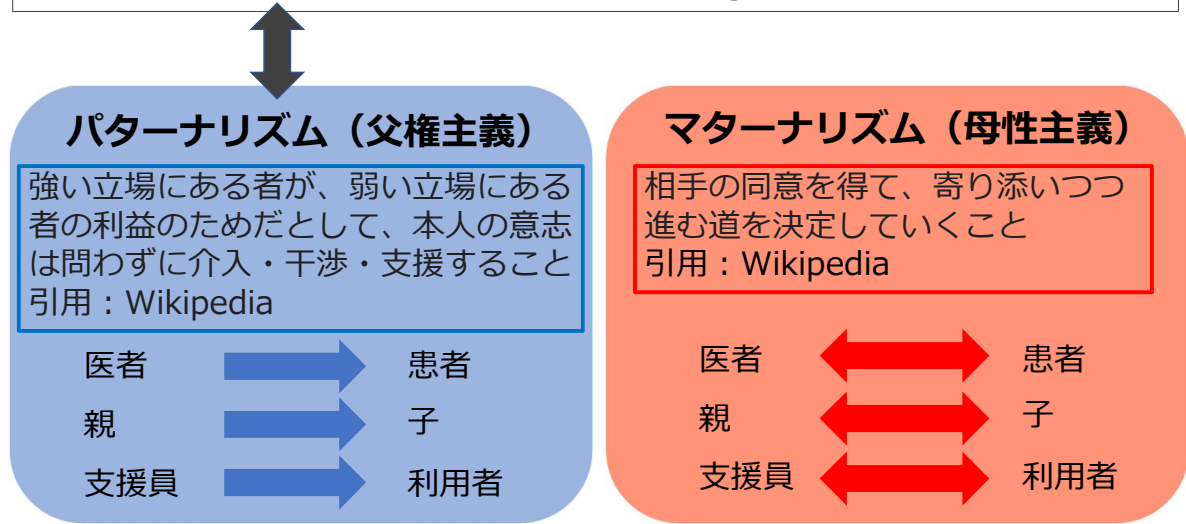 パターナリズム（父権主義）
強い立場にある者が、弱い立場にある
者の利益のためだとして、本人の意志
は問わずに介入・干渉・支援すること
引用：Wikipedia
医者 患者
親 子
支援員 利用者
マターナリズム（母性主義）
相手の同意を得て、寄り添いつつ
進む道を決定していくこと
引用：Wikipedia
医者 患者
親 子
支援員 利用者